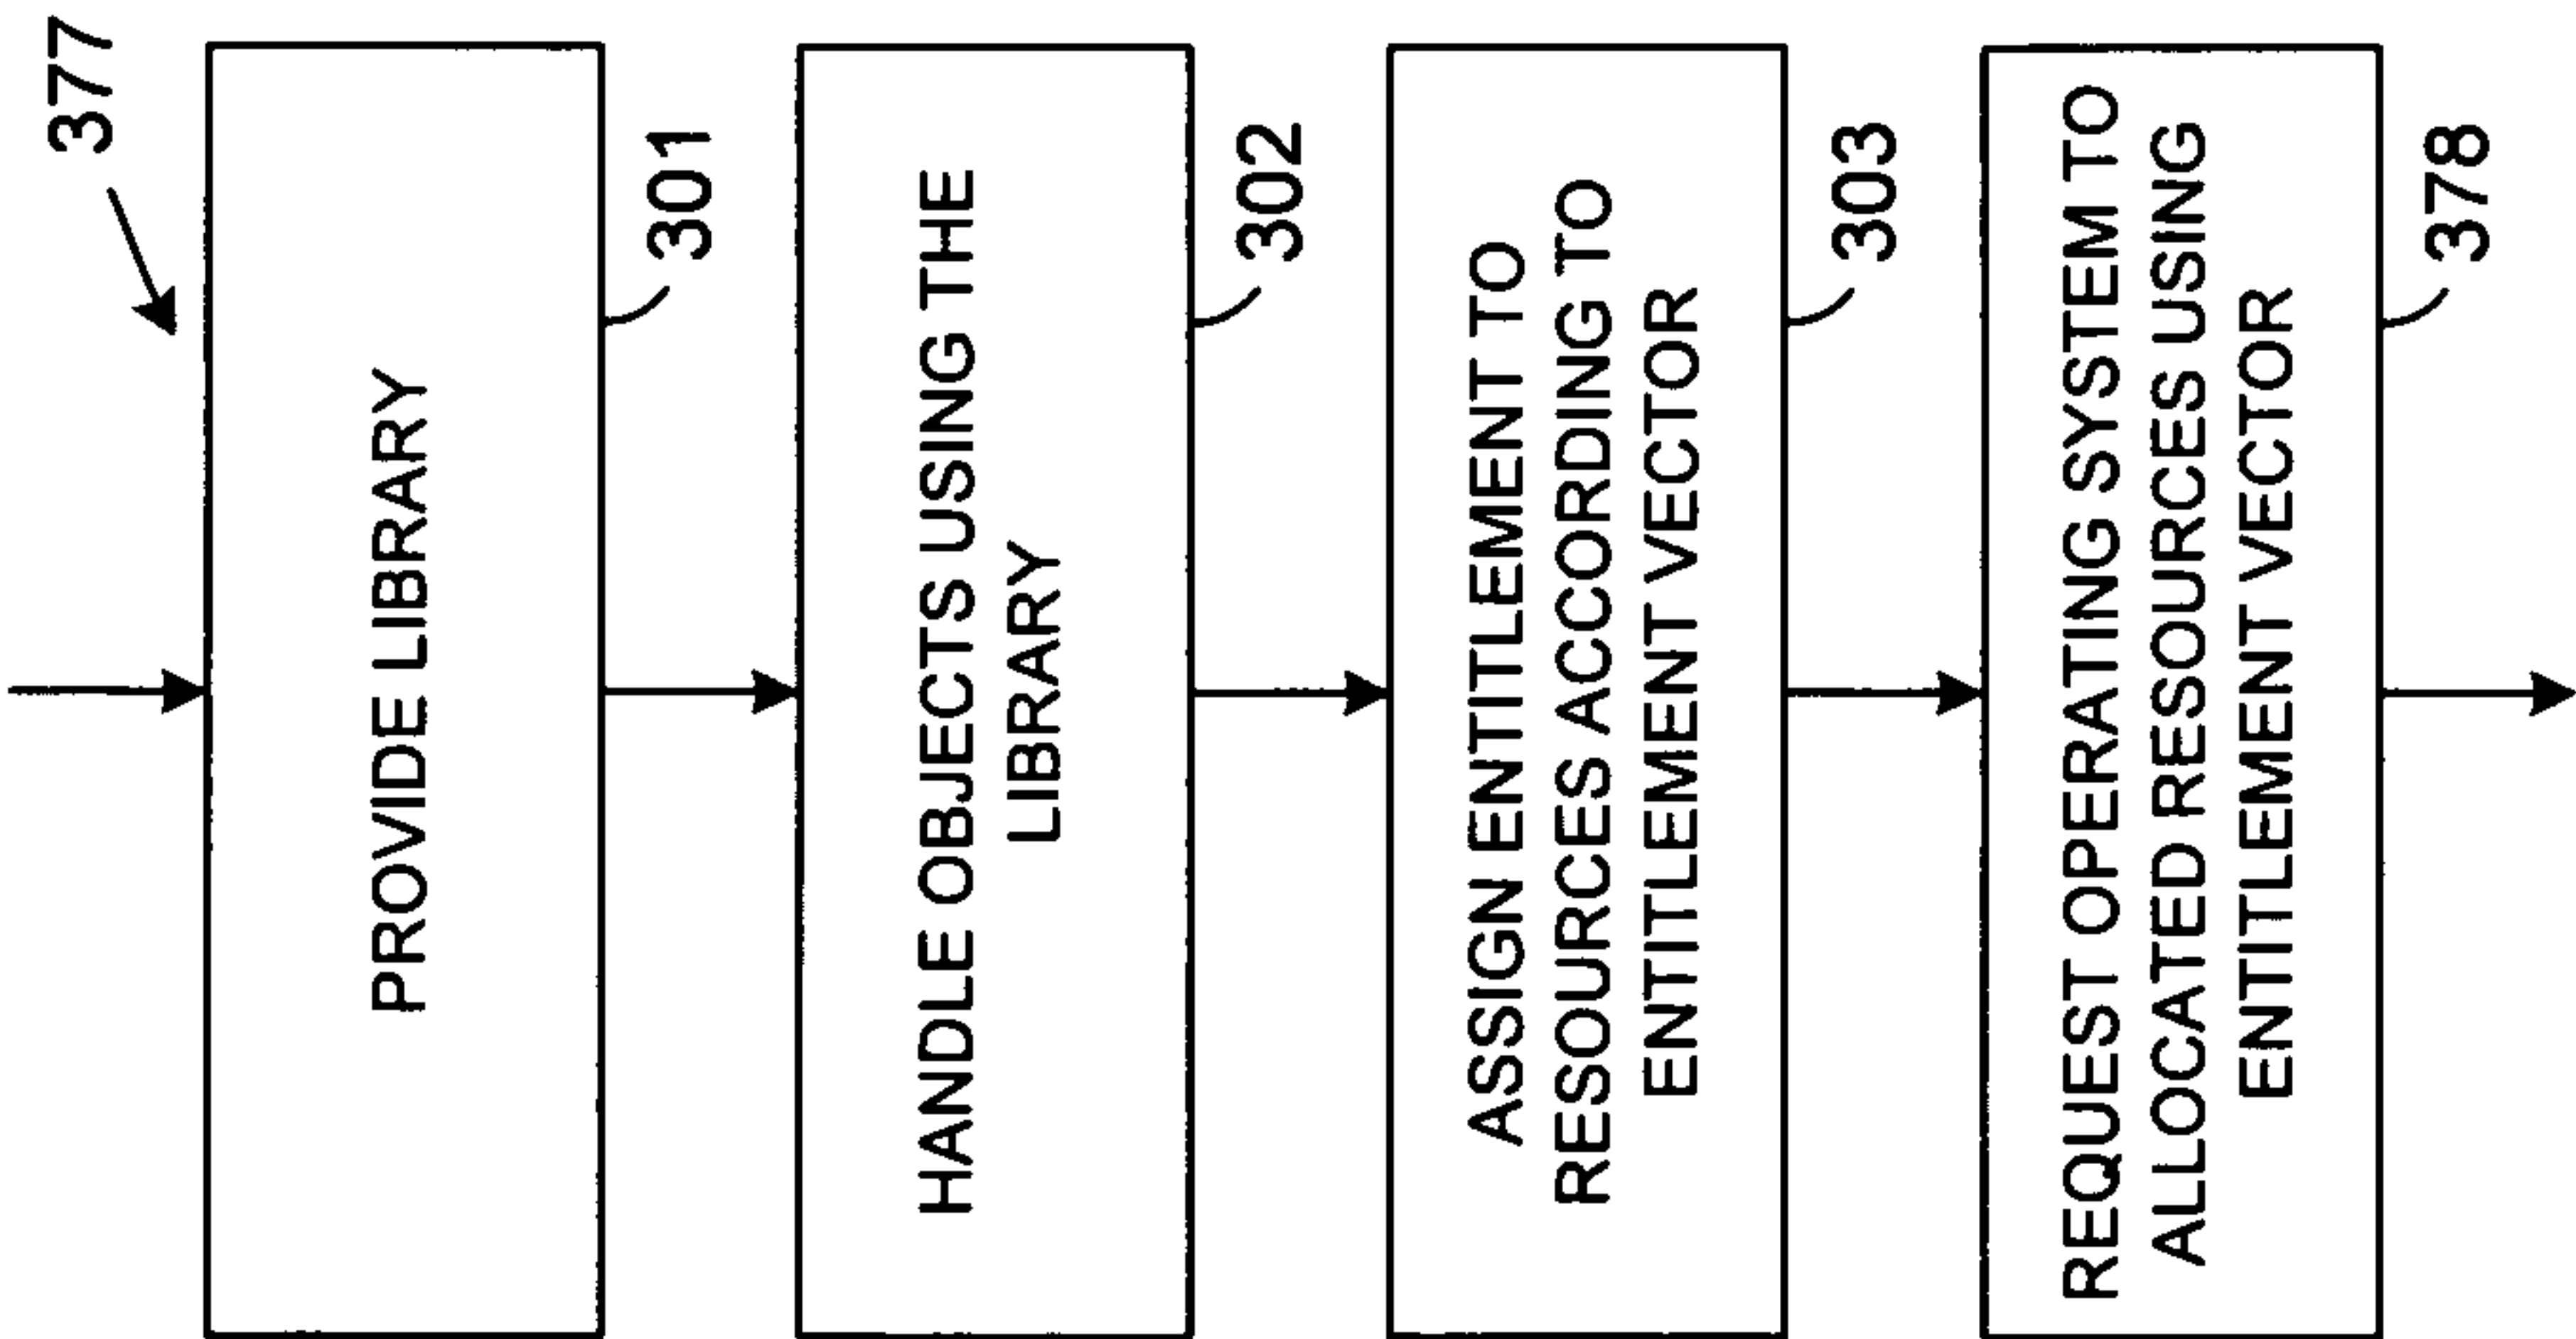 377
PROVIDE LIBRARY
301
HANDLE OBJECTS USING THE
LIBRARY
302
ASSIGN ENTITLEMENT TO
RESOURCES ACCORDING TO
ENTITLEMENT VECTOR
303
REQUEST OPERATING SYSTEM TO
ALLOCATED RESOURCES USING
ENTITLEMENT VECTOR
378